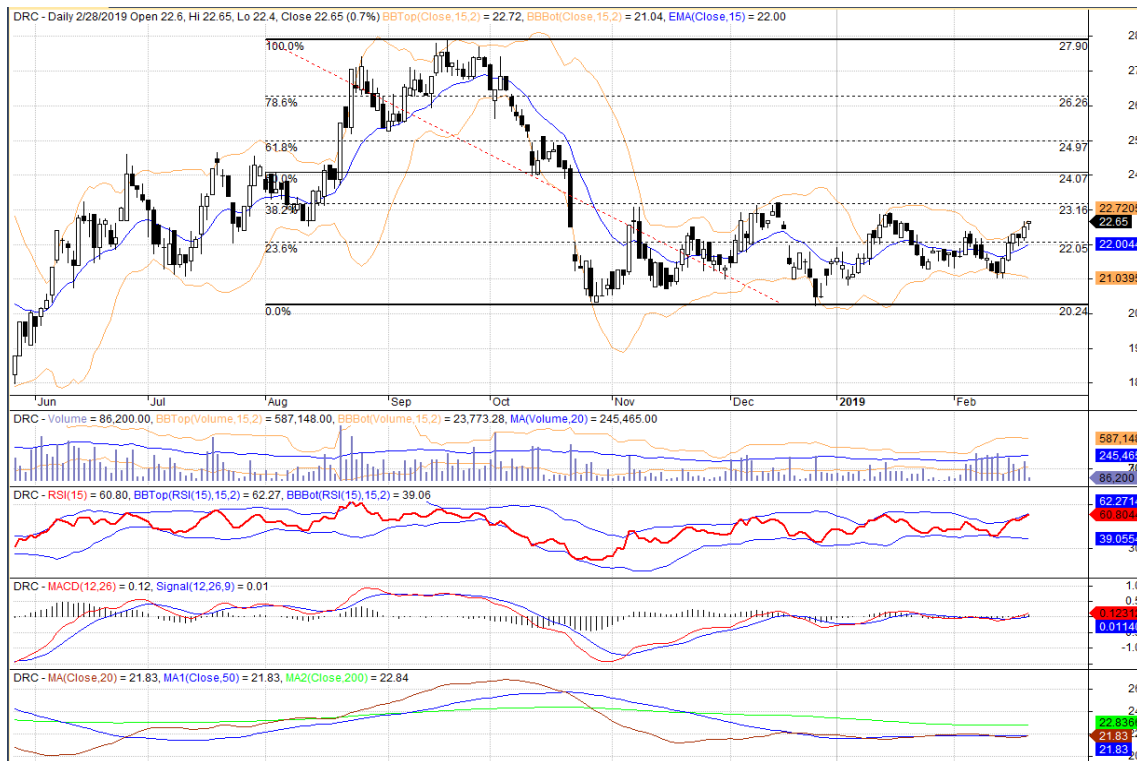 DRC - Daily 2/28/2019 Open 22.6, Hi 22.65, Lo 22.4, Close 22.65 (0.7%) BBTop(Close,15,2) = 22.72, BBBot(Close,15,2) = 21.04, EMA(Close,15) = 22.00
100.0%
27.90
78.6%
26.26
61.8%
24.97
24.07
38.2%
23.16
22.7205
22.65
23.6%
22.05
22.0044
21.0395
0.0%
20.24
Jun
Jul
Aug
Sep
Oct
Nov
Dec
2019
Feb
DRC - Volume = 86,200.00, BBTop(Volume,15,2) = 587,148.00, BBBot(Volume,15,2) = 23,773.28, MA(Volume,20) = 245,465.00
587,148
245,465
86,200
DRC - RSI(15) = 60.80, BBTop(RSI(15),15,2) = 62.27, BBBot(RSI(15),15,2) = 39.06
62.2714
60.8044
39.0554
DRC - MACD(12,26) = 0.12, Signal(12,26,9) = 0.01
0.1231
0.01140
DRC - MA(Close,20) = 21.83, MA1(Close,50) = 21.83, MA2(Close,200) = 22.84
22.8366
21.83
21.83